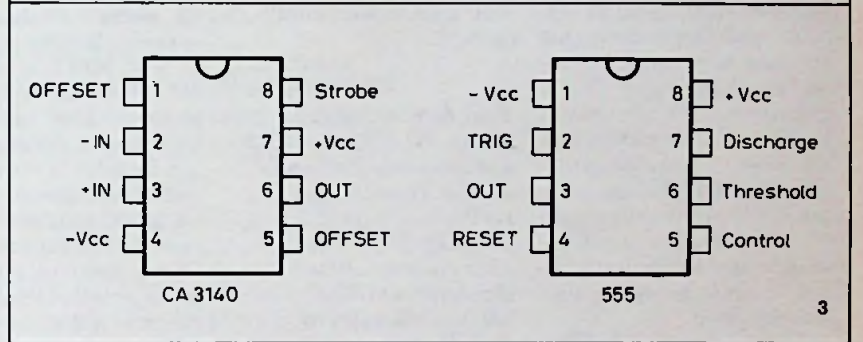 OFFSET 1 8 Strobe
-IN 2 7 +Vcc
+IN 3 6 OUT
-Vcc 4 5 OFFSET
CA 3140
- Vcc 1 8 +Vcc
TRIG 2 7 Discharge
OUT 3 6 Threshold
RESET 4 5 Control
555
3